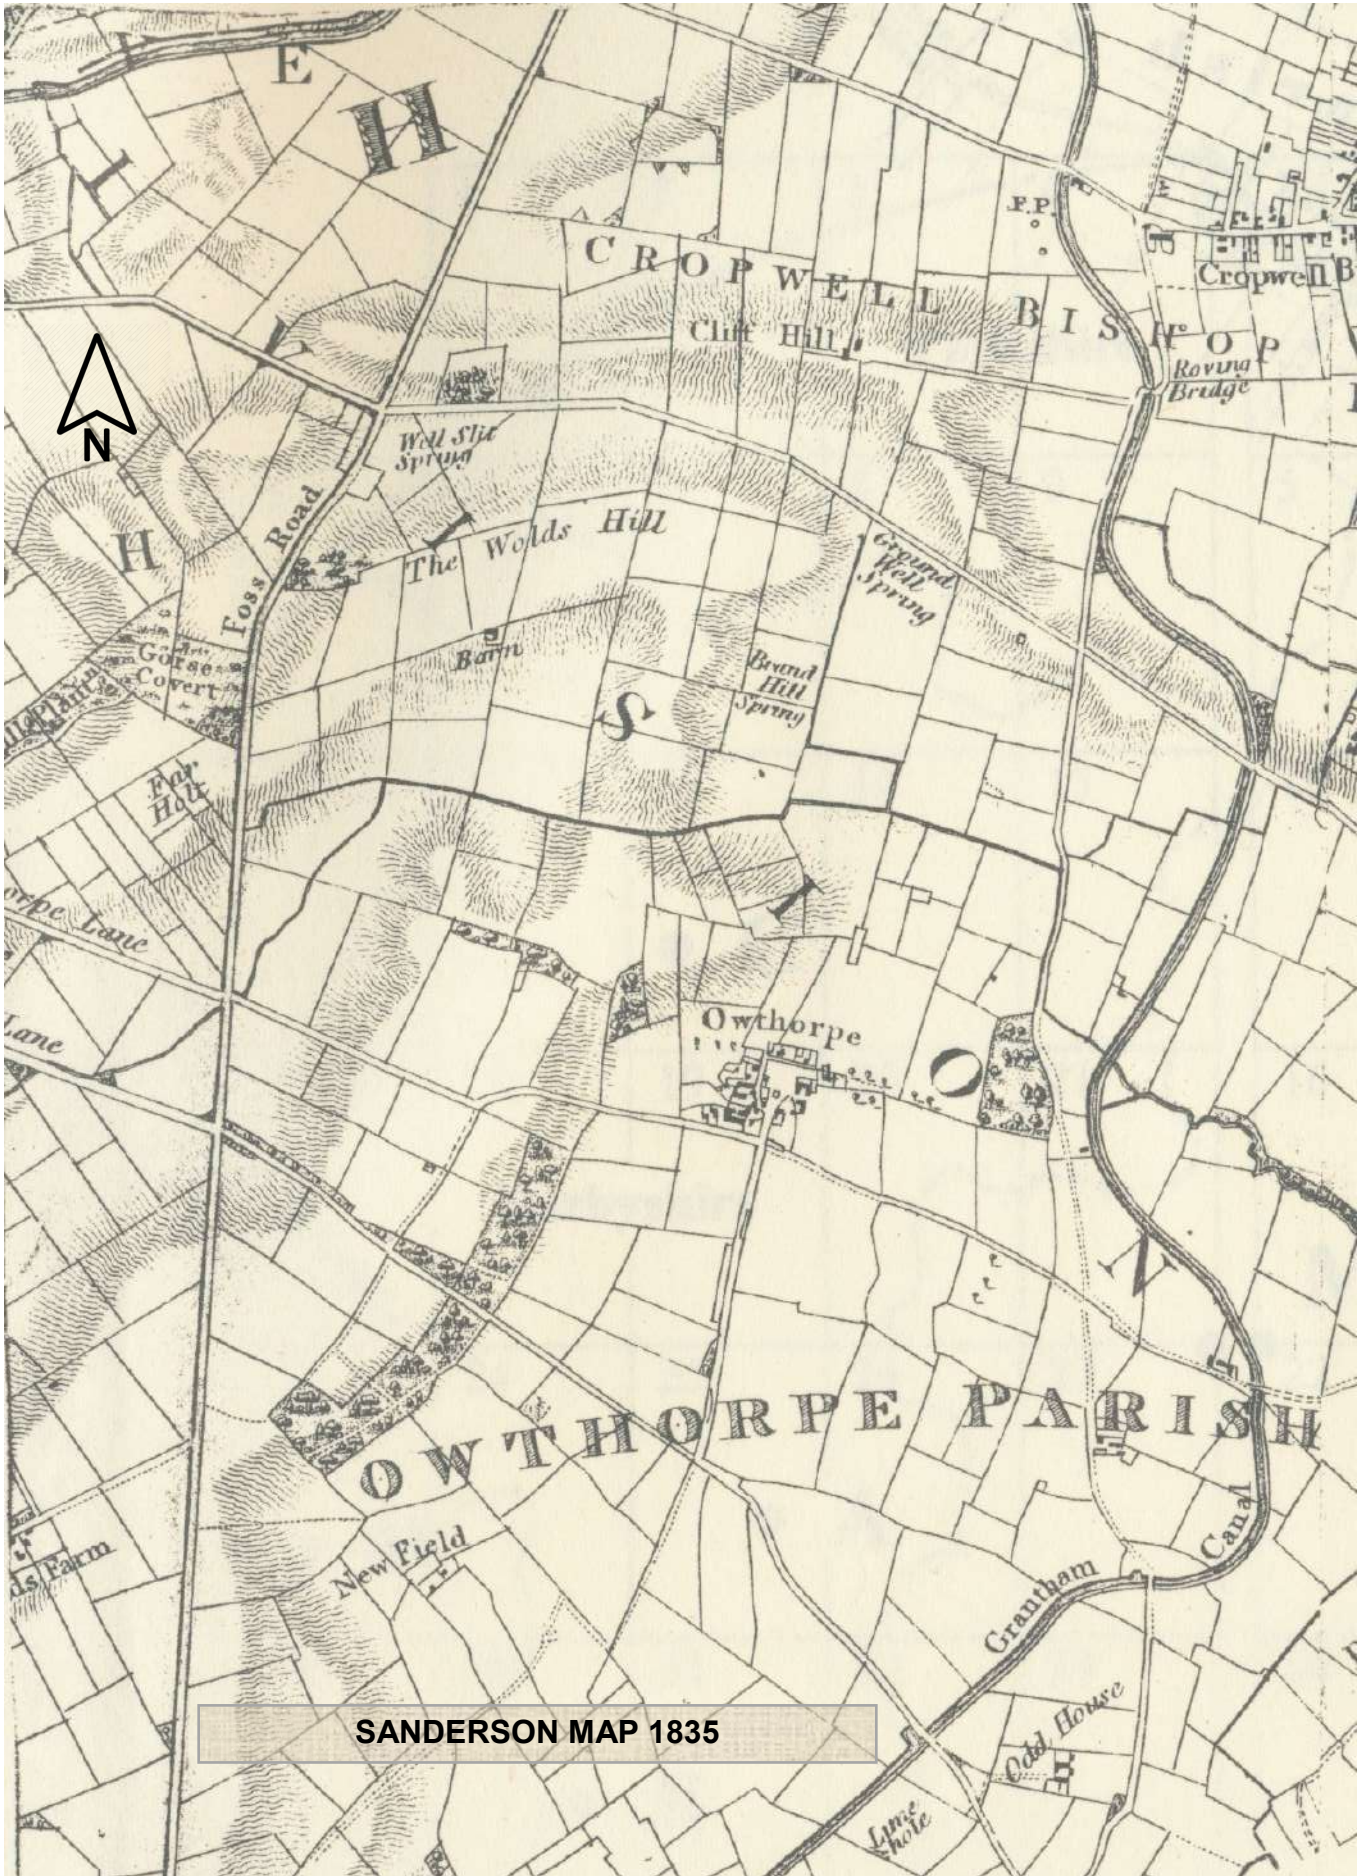 E
H
F.P.
CROPWELL BISHOP
Cropwell B
Cliff Hill
Roving
Bridge
N
Well Slit
Spring
Foss Road
H
The Wolds Hill
Ground
Well
Spring
Barn
Gorse
Covert
Brand
Hill
Spring
S
Far
Holt
orpe Lane
I
Lane
Owthorpe
O
N
OWTHORPE PARISH
New Field
ds Farm
Grantham Canal
SANDERSON MAP 1835
Odd House
Lime
hole